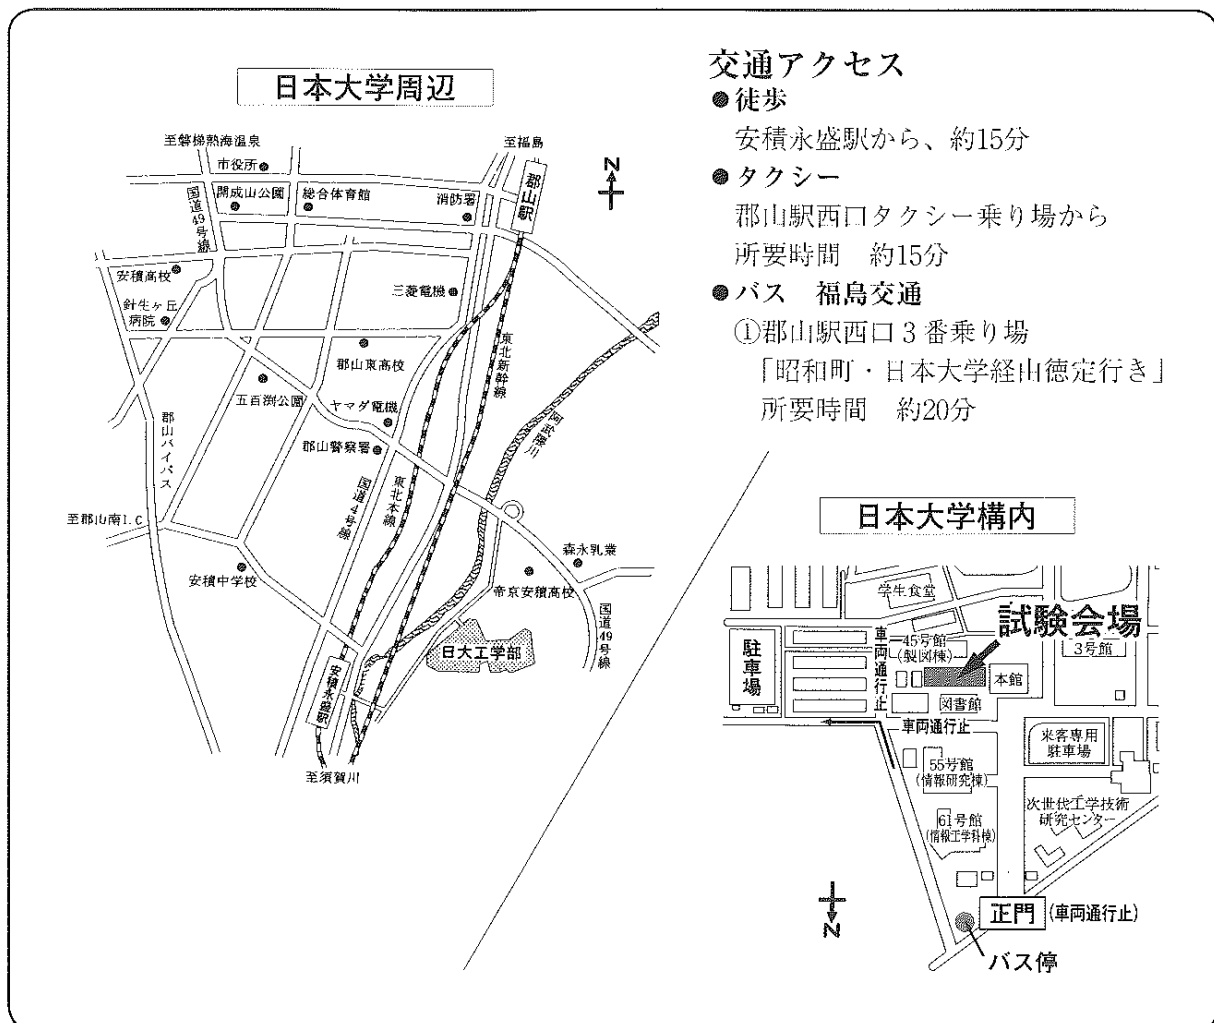 日本大学周辺
至磐梯熱海温泉
至福島
N
市役所
国道49号線
開成山公園
総合体育館
消防署
郡山駅
安積高校
針生ヶ丘
病院
三菱電機
郡山東高校
東北新幹線
五百渕公園
ヤマダ電機
阿武隈川
郡山バイパス
郡山警察署
国道4号線
東北本線
至郡山南I.C
安積中学校
森永乳業
帝京安積高校
国道49号線
日大工学部
安積永盛駅
至須賀川
交通アクセス
●徒歩
安積永盛駅から、約15分
●タクシー
郡山駅西口タクシー乗り場から
所要時間　約15分
●バス　福島交通
①郡山駅西口３番乗り場
「昭和町・日本大学経由徳定行き」
所要時間　約20分
日本大学構内
学生食堂
試験会場
駐車場
車両通行止
45号館
(製図棟)
3号館
本館
図書館
車両通行止
来客専用
駐車場
55号館
(情報研究棟)
次世代工学技術
研究センター
61号館
(情報工学科棟)
N
正門
(車両通行止)
バス停